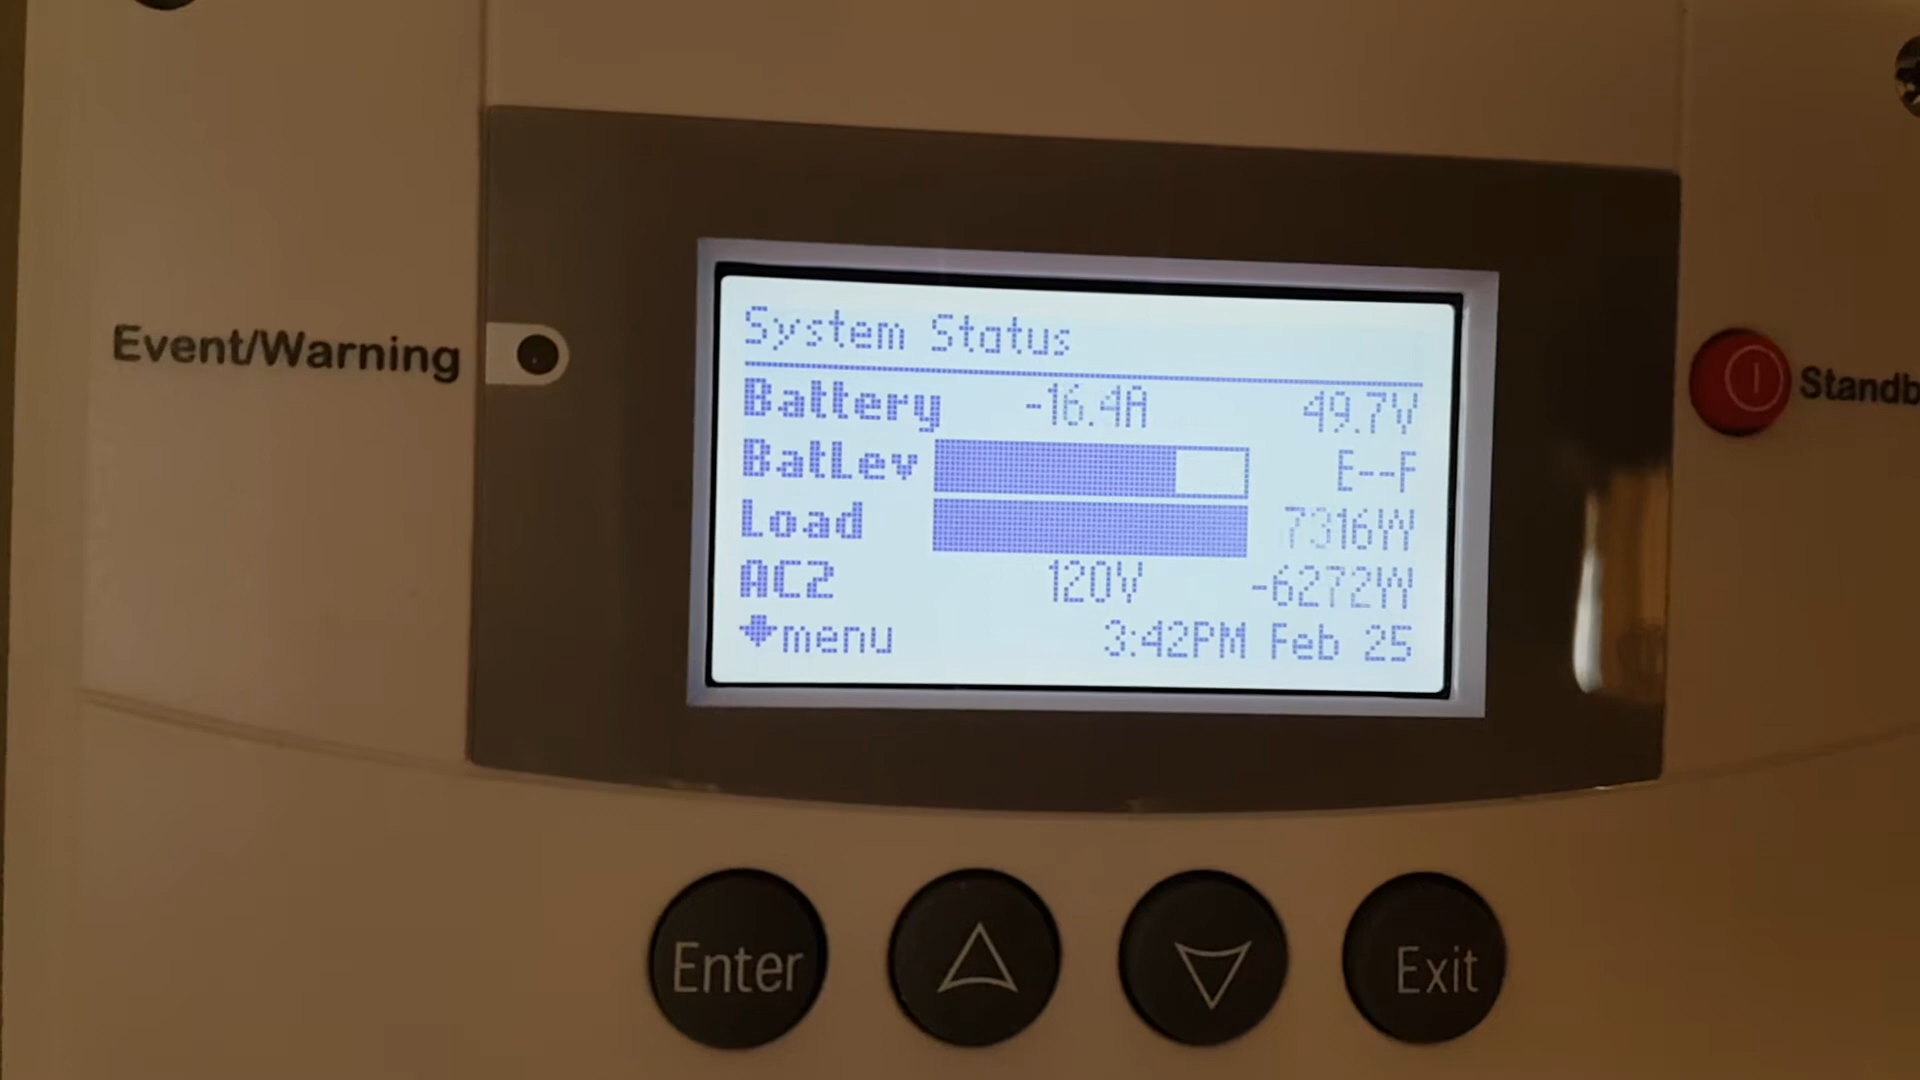 System Status
Battery -16.4A 49.7V
BatLev E--F
Load 7316W
AC2 120V -6272W
menu 3:42PM Feb 25
Event/Warning
Standb
Enter
Exit